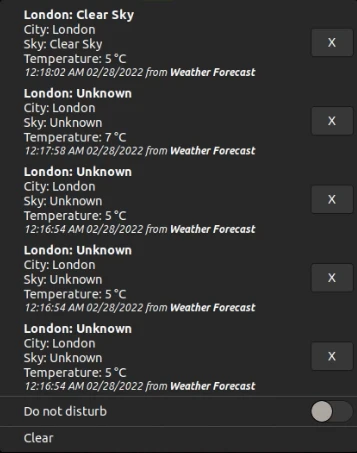 London: Clear Sky
City: London
Sky: Clear Sky
Temperature: 5 °C
12:18:02 AM 02/28/2022 from Weather Forecast
X
London: Unknown
City: London
Sky: Unknown
Temperature: 7 °C
12:17:58 AM 02/28/2022 from Weather Forecast
X
London: Unknown
City: London
Sky: Unknown
Temperature: 5 °C
12:16:54 AM 02/28/2022 from Weather Forecast
X
London: Unknown
City: London
Sky: Unknown
Temperature: 5 °C
12:16:54 AM 02/28/2022 from Weather Forecast
X
London: Unknown
City: London
Sky: Unknown
Temperature: 5 °C
12:16:54 AM 02/28/2022 from Weather Forecast
X
Do not disturb
Clear